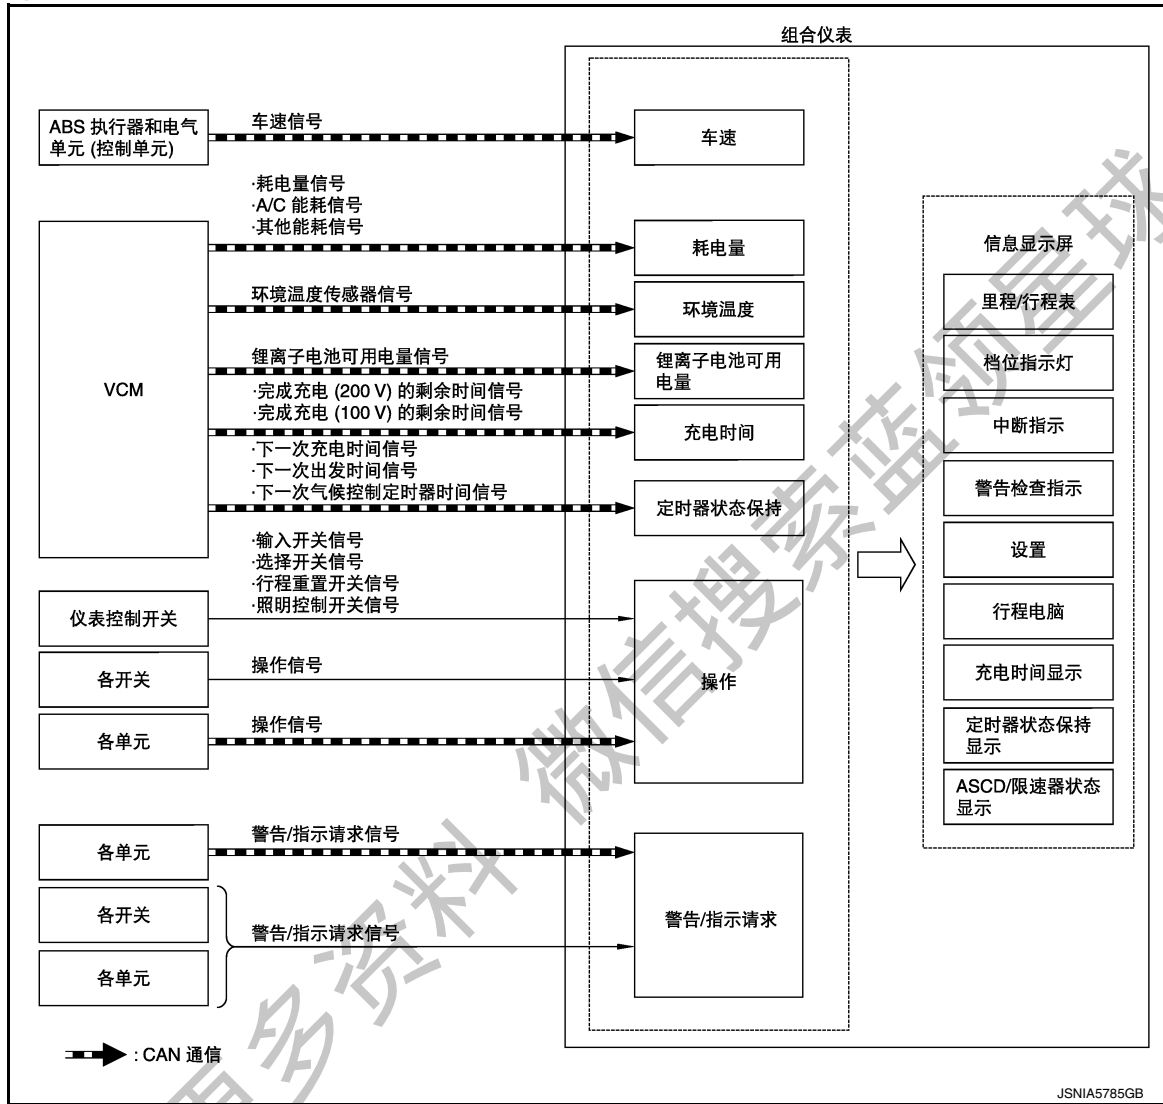 组合仪表
ABS 执行器和电气
单元 (控制单元)
车速信号
车速
·耗电量信号
·A/C 能耗信号
·其他能耗信号
耗电量
环境温度传感器信号
环境温度
VCM
锂离子电池可用电量信号
锂离子电池可用
电量
·完成充电 (200 V) 的剩余时间信号
·完成充电 (100 V) 的剩余时间信号
充电时间
·下一次充电时间信号
·下一次出发时间信号
·下一次气候控制定时器时间信号
定时器状态保持
·输入开关信号
·选择开关信号
·行程重置开关信号
·照明控制开关信号
仪表控制开关
各开关
操作信号
操作
各单元
操作信号
各单元
警告/指示请求信号
各开关
警告/指示请求信号
警告/指示请求
各单元
信息显示屏
里程/行程表
档位指示灯
中断指示
警告检查指示
设置
行程电脑
充电时间显示
定时器状态保持
显示
ASCD/限速器状态
显示
: CAN 通信
JSNIA5785GB
更多资料 微信搜索蓝领星球